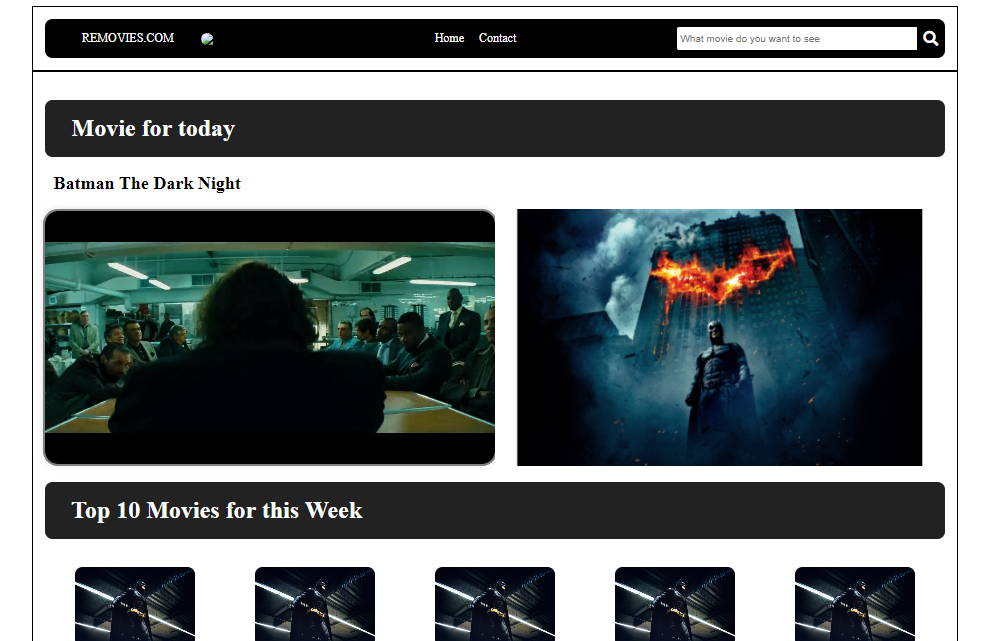 REMOVIES.COM
Home Contact
What movie do you want to see
Movie for today
Batman The Dark Night
Top 10 Movies for this Week